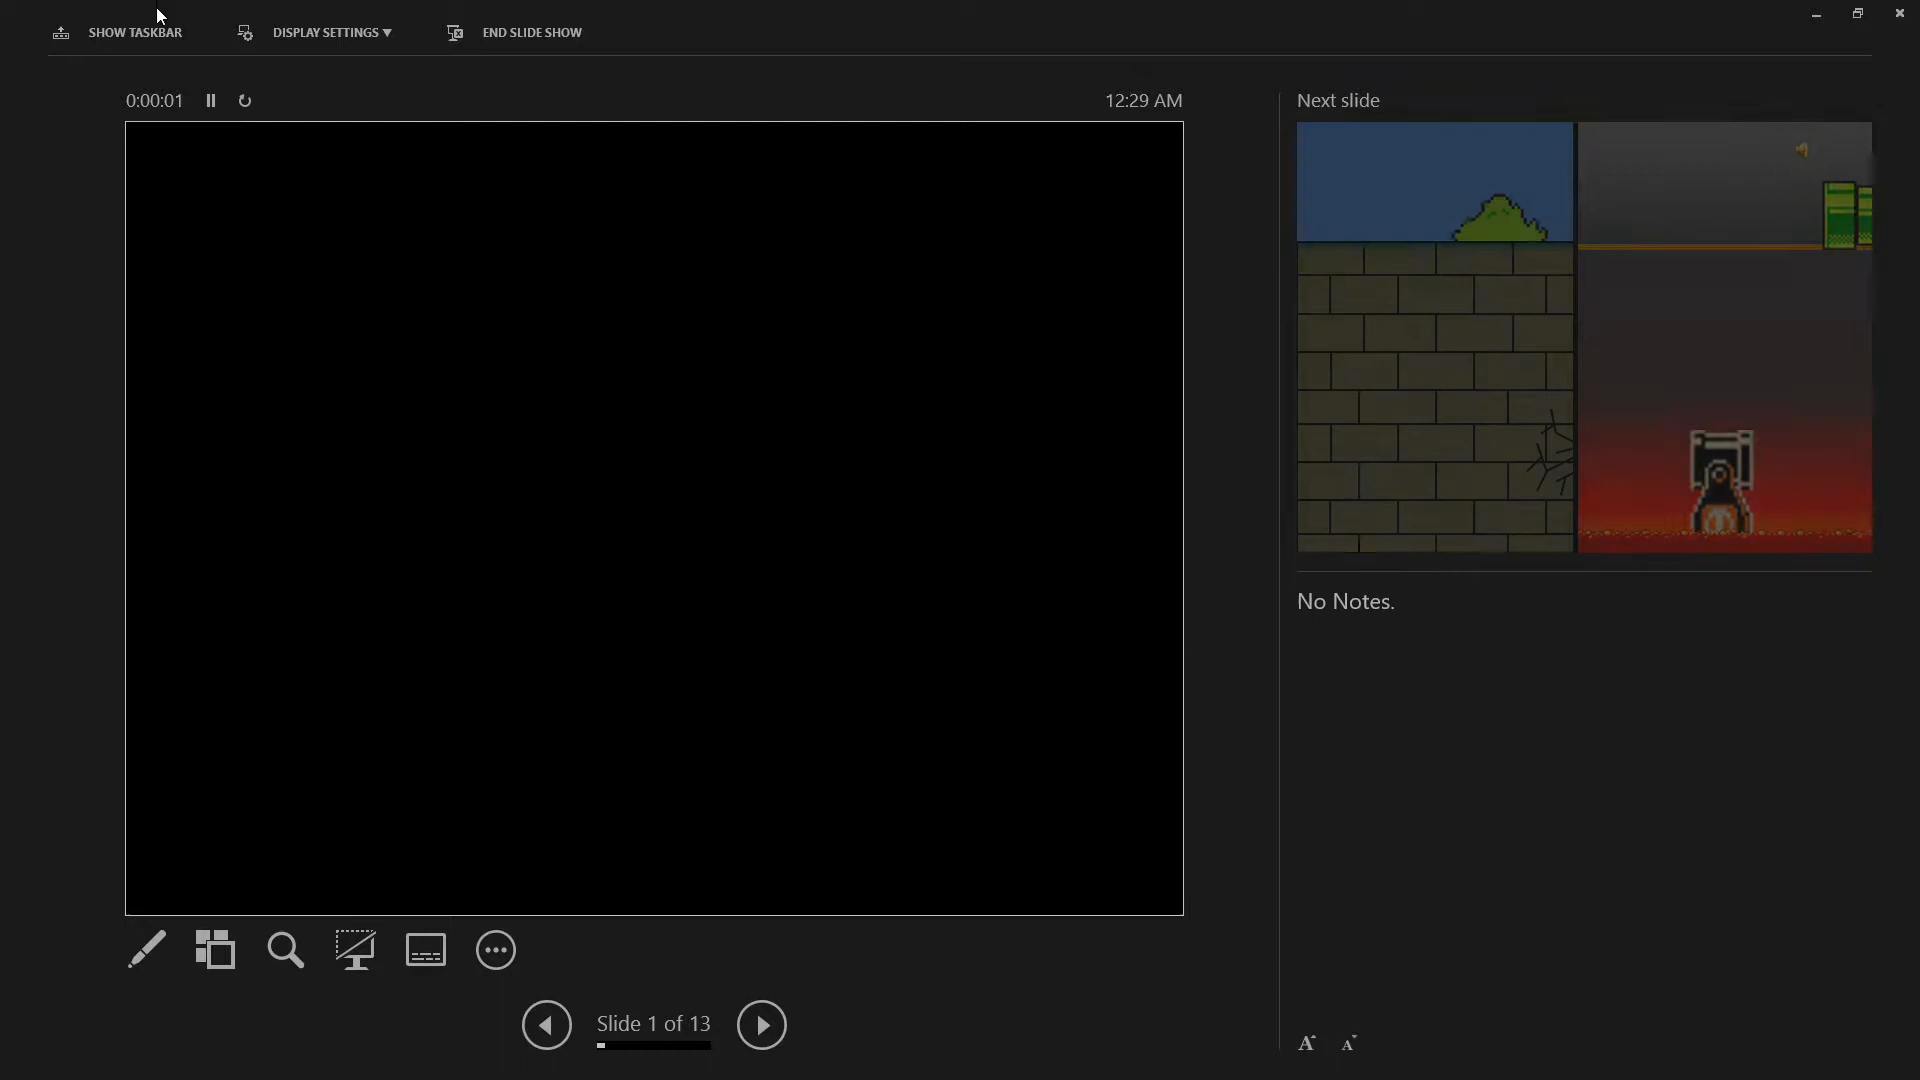 SHOW TASKBAR
DISPLAY SETTINGS ▼
END SLIDE SHOW
0:00:01
12:29 AM
Next slide
No Notes.
Slide 1 of 13
A A